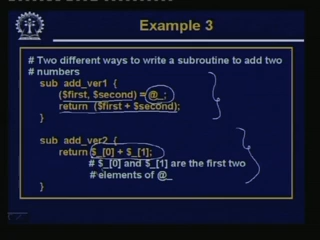 Example 3
# Two different ways to write a subroutine to add two
# numbers
sub add_ver1 {
($first, $second) = @_;
return ($first + $second);
}
sub add_ver2 {
return $_[0] + $_[1];
# $_[0] and $_[1] are the first two
# elements of @_
}